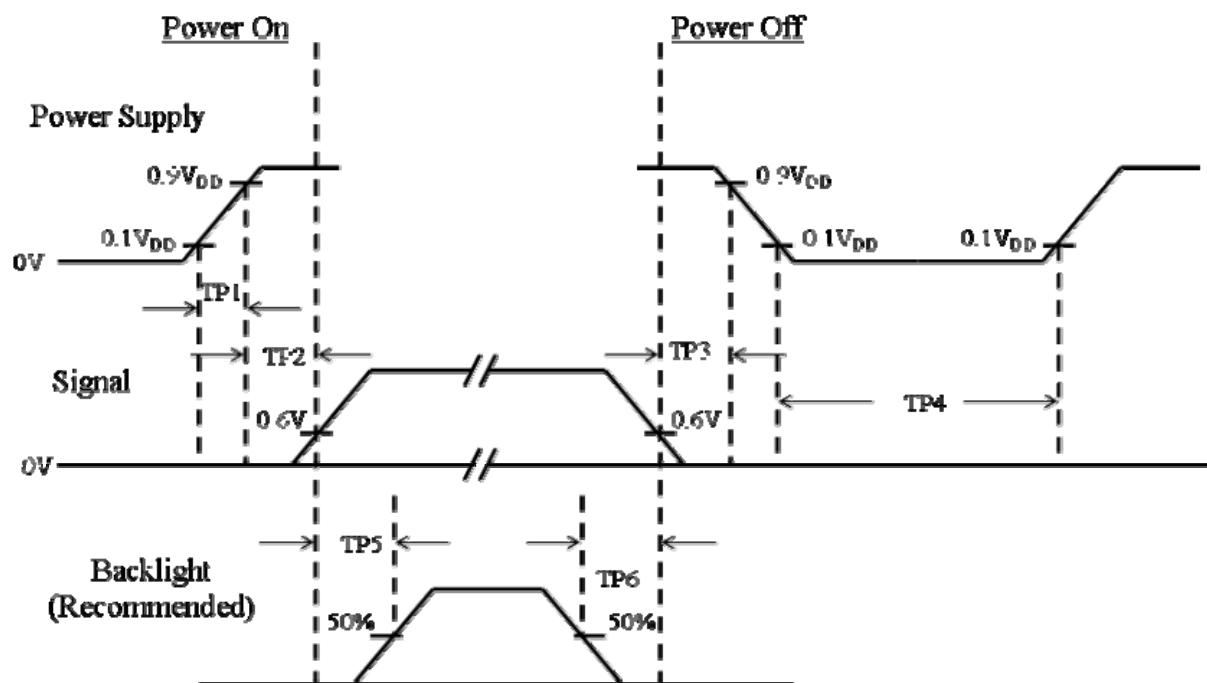 Power On
Power Off
Power Supply
0.9VDD
0.9VDD
0.1VDD
0.1VDD
0.1VDD
0V
TP1
TP2
TP3
Signal
TP4
0.6V
0.6V
0V
TP5
TP6
Backlight
(Recommended)
50%
50%